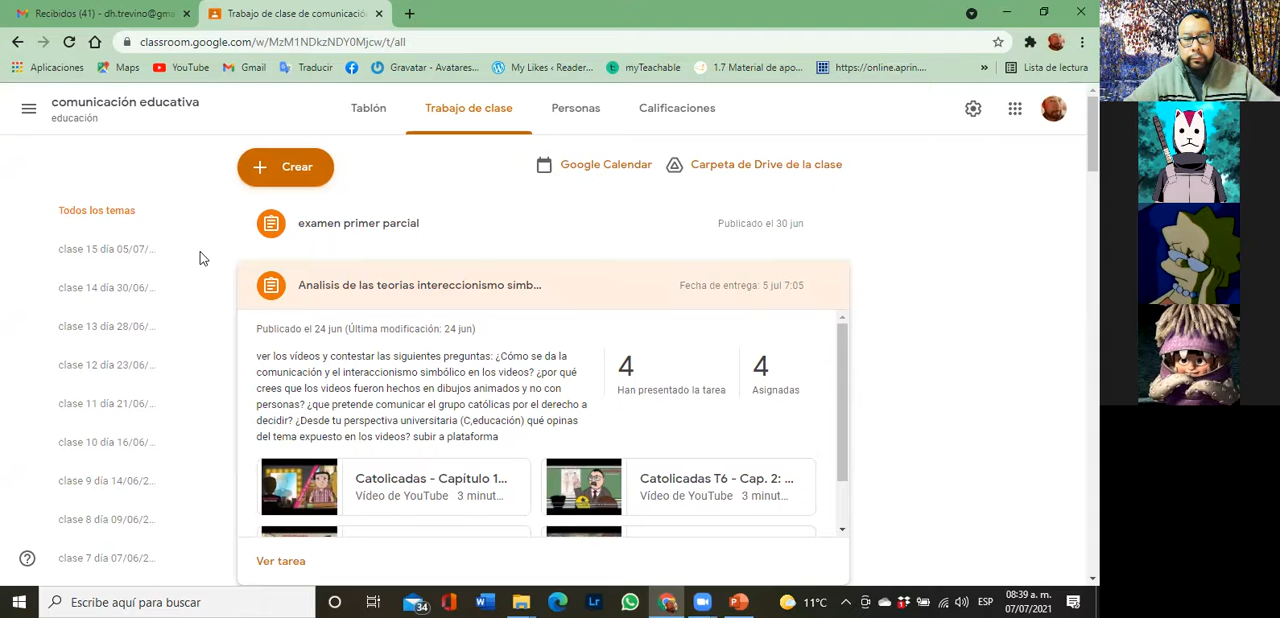 Recibidos (41) - dh.trevino@gma
Trabajo de clase de comunicació
classroom.google.com/w/MzM1NDkzNDY0Mjcw/t/all
Aplicaciones
Maps
YouTube
Gmail
Traducir
Gravatar - Avatares...
My Likes ‹ Reader...
myTeachable
1.7 Material de apo...
https://online.aprin...
»
Lista de lectura
comunicación educativa
educación
Tablón
Trabajo de clase
Personas
Calificaciones
Crear
Google Calendar
Carpeta de Drive de la clase
Todos los temas
clase 15 día 05/07/...
clase 14 día 30/06/...
clase 13 día 28/06/...
clase 12 día 23/06/...
clase 11 día 21/06/...
clase 10 día 16/06/...
clase 9 día 14/06/2...
clase 8 día 09/06/2...
clase 7 día 07/06/2...
examen primer parcial
Publicado el 30 jun
Analisis de las teorias intereccionismo simb...
Fecha de entrega: 5 jul 7:05
Publicado el 24 jun (Última modificación: 24 jun)
ver los vídeos y contestar las siguientes preguntas: ¿Cómo se da la
comunicación y el interaccionismo simbólico en los videos? ¿por qué
crees que los videos fueron hechos en dibujos animados y no con
personas? ¿que pretende comunicar el grupo católicas por el derecho a
decidir? ¿Desde tu perspectiva universitaria (C,educación) qué opinas
del tema expuesto en los videos? subir a plataforma
4
Han presentado la tarea
4
Asignadas
Catolicadas - Capítulo 1...
Vídeo de YouTube 3 minut...
Catolicadas T6 - Cap. 2: ...
Vídeo de YouTube 3 minut...
Ver tarea
Escribe aquí para buscar
34
Lr
11°C
ESP
08:39 a. m.
07/07/2021